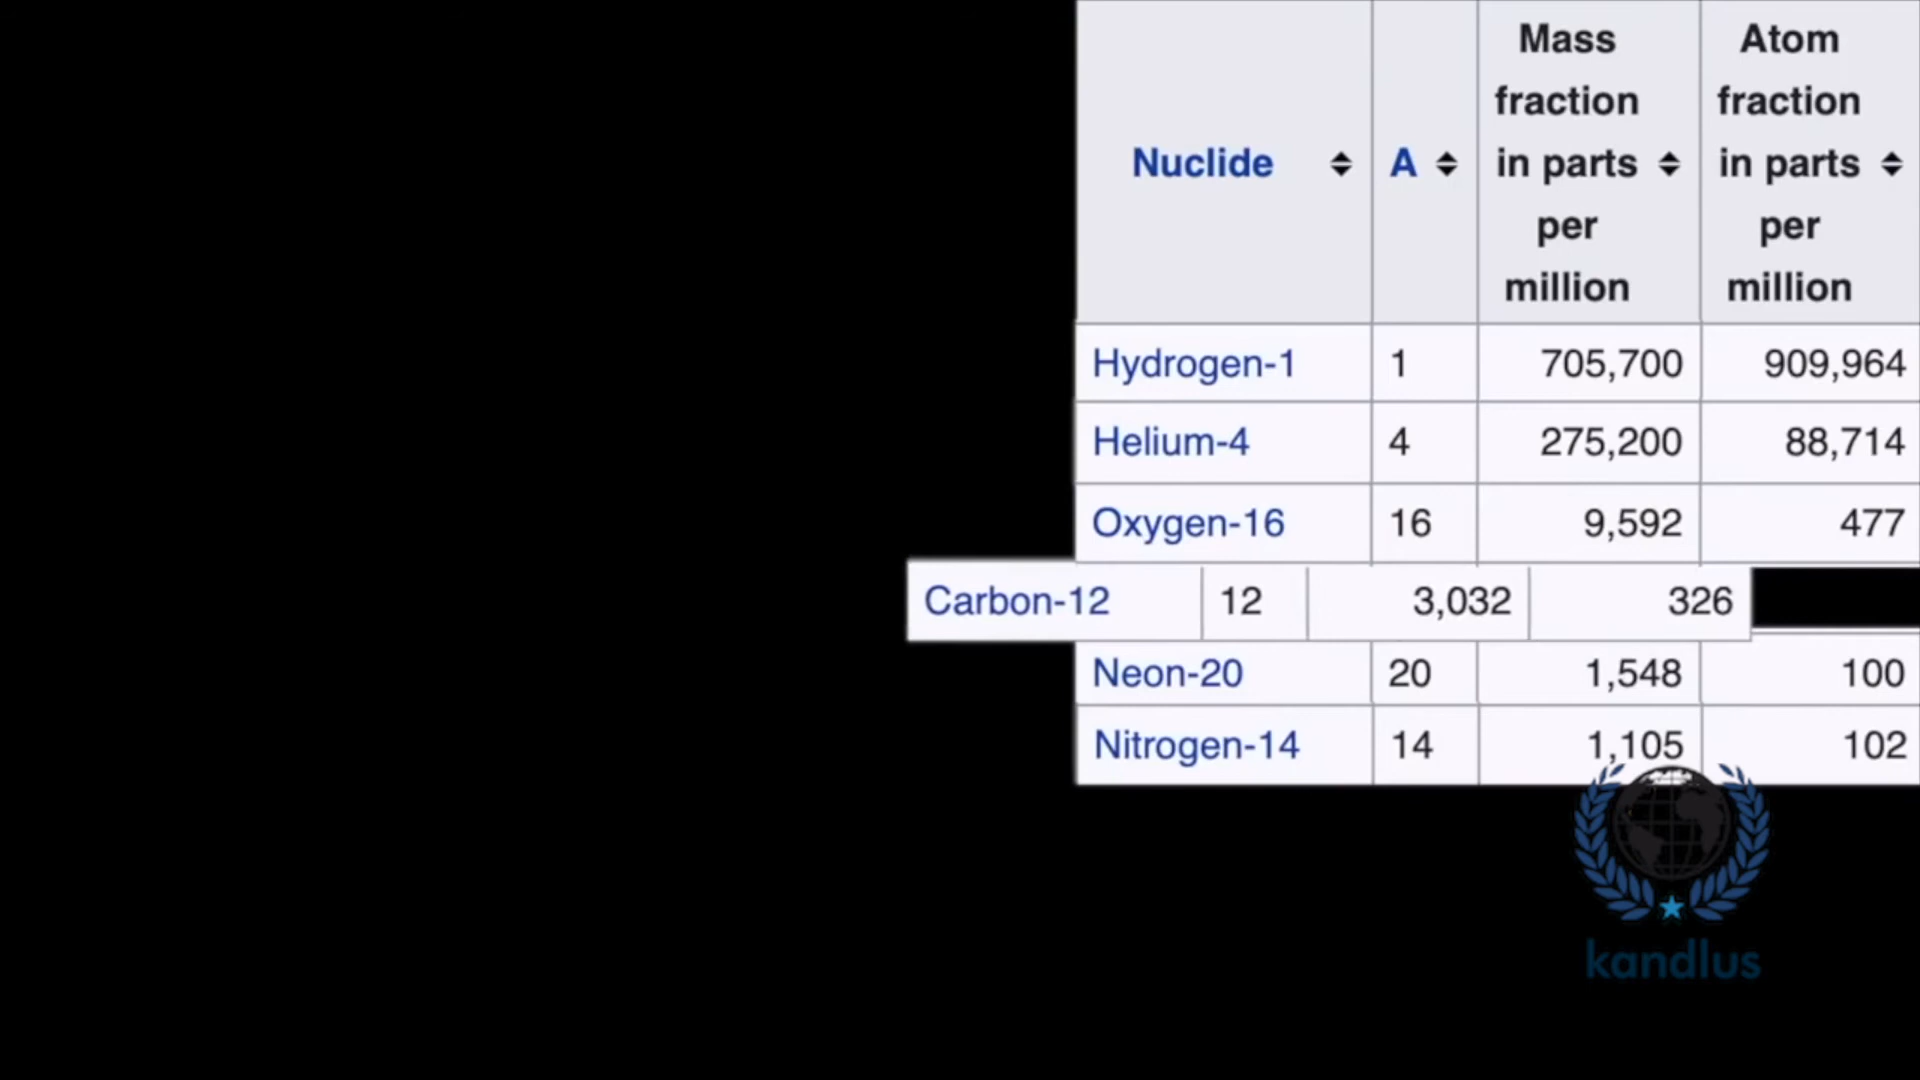 Nuclide A Mass fraction in parts per million Atom fraction in parts per million
Hydrogen-1 1 705,700 909,964
Helium-4 4 275,200 88,714
Oxygen-16 16 9,592 477
Carbon-12 12 3,032 326
Neon-20 20 1,548 100
Nitrogen-14 14 1,105 102
kandlus